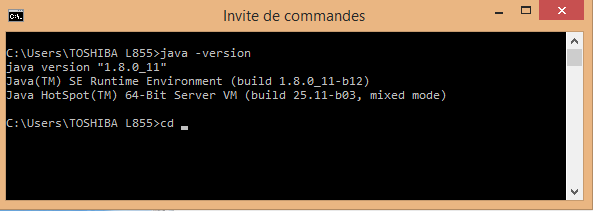 Invite de commandes
C:\Users\TOSHIBA L855>java -version
java version "1.8.0_11"
Java(TM) SE Runtime Environment (build 1.8.0_11-b12)
Java HotSpot(TM) 64-Bit Server VM (build 25.11-b03, mixed mode)
C:\Users\TOSHIBA L855>cd